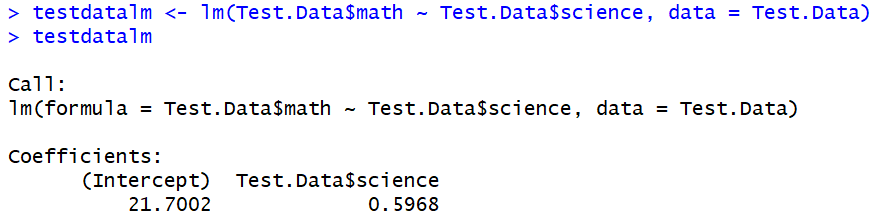 > testdatalm <- lm(Test.Data$math ~ Test.Data$science, data = Test.Data)
> testdatalm
Call:
lm(formula = Test.Data$math ~ Test.Data$science, data = Test.Data)
Coefficients:
(Intercept)  Test.Data$science
21.7002  0.5968